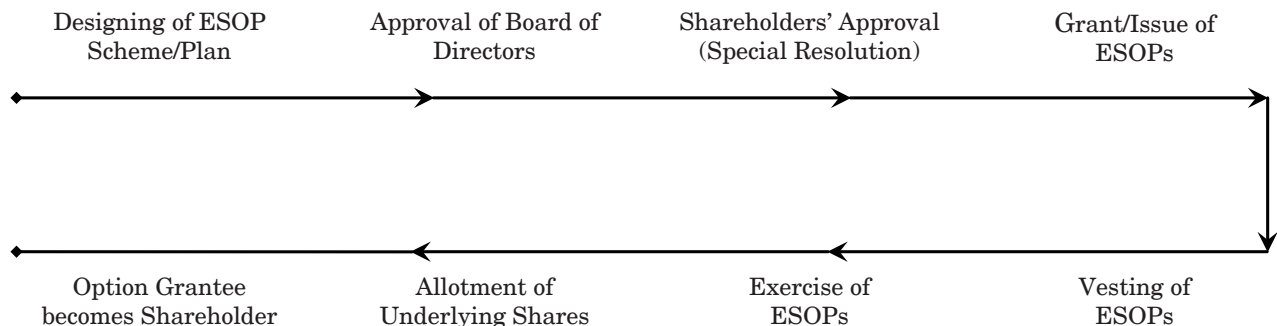 Designing of ESOP
Scheme/Plan
Approval of Board of
Directors
Shareholders’ Approval
(Special Resolution)
Grant/Issue of
ESOPs
Option Grantee
becomes Shareholder
Allotment of
Underlying Shares
Exercise of
ESOPs
Vesting of
ESOPs